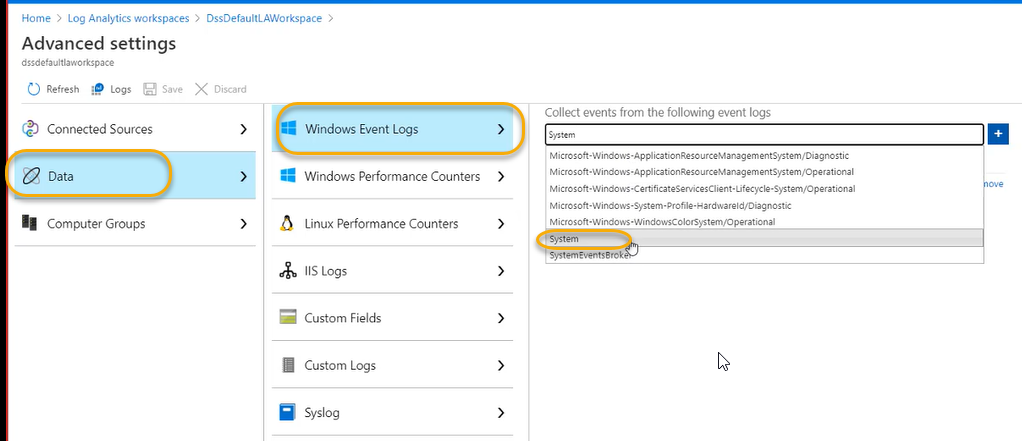 Home > Log Analytics workspaces > DssDefaultLAWorkspace >
Advanced settings
dssdefaultlaworkspace
Refresh Logs Save Discard
Connected Sources
Data
Computer Groups
Windows Event Logs
Windows Performance Counters
Linux Performance Counters
IIS Logs
Custom Fields
Custom Logs
Syslog
Collect events from the following event logs
System
Microsoft-Windows-ApplicationResourceManagementSystem/Diagnostic
Microsoft-Windows-ApplicationResourceManagementSystem/Operational
Microsoft-Windows-CertificateServicesClient-Lifecycle-System/Operational
Microsoft-Windows-System-Profile-HardwareId/Diagnostic
Microsoft-Windows-WindowsColorSystem/Operational
System
SystemEventsBroker
move